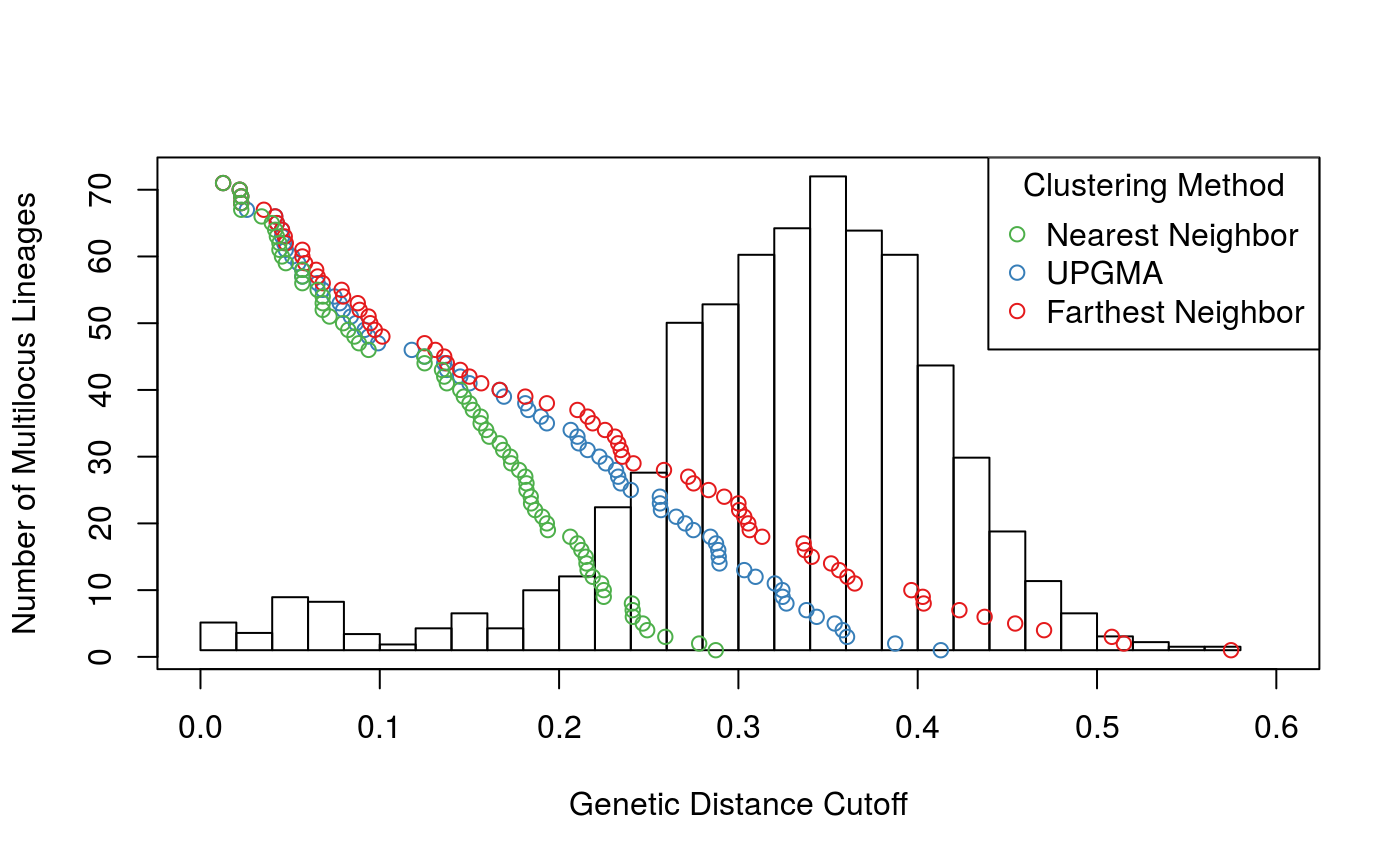 Number of Multilocus Lineages
70
60
50
40
30
20
10
0
Clustering Method
Nearest Neighbor
UPGMA
Farthest Neighbor
0.0 0.1 0.2 0.3 0.4 0.5 0.6
Genetic Distance Cutoff